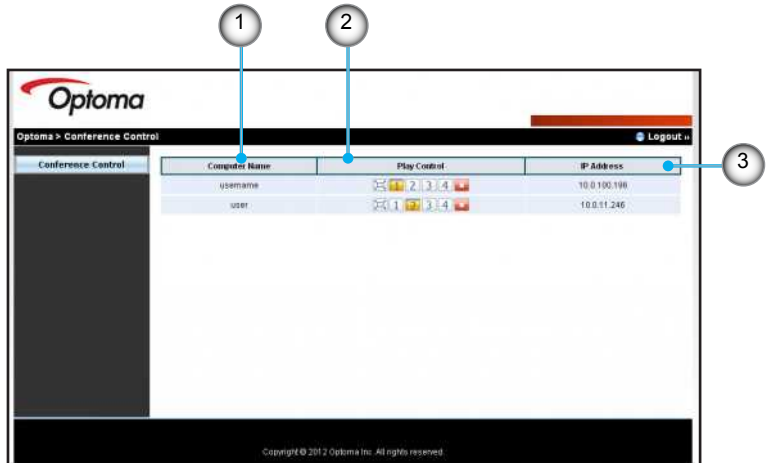 1 2
Optoma
Optoma > Conference Control Logout »
Conference Control Computer Name Play Control IP Address 3
username 1 2 3 4 10.0.100.196
user 1 2 3 4 10.0.11.246
Copyright © 2012 Optoma Inc. All rights reserved.